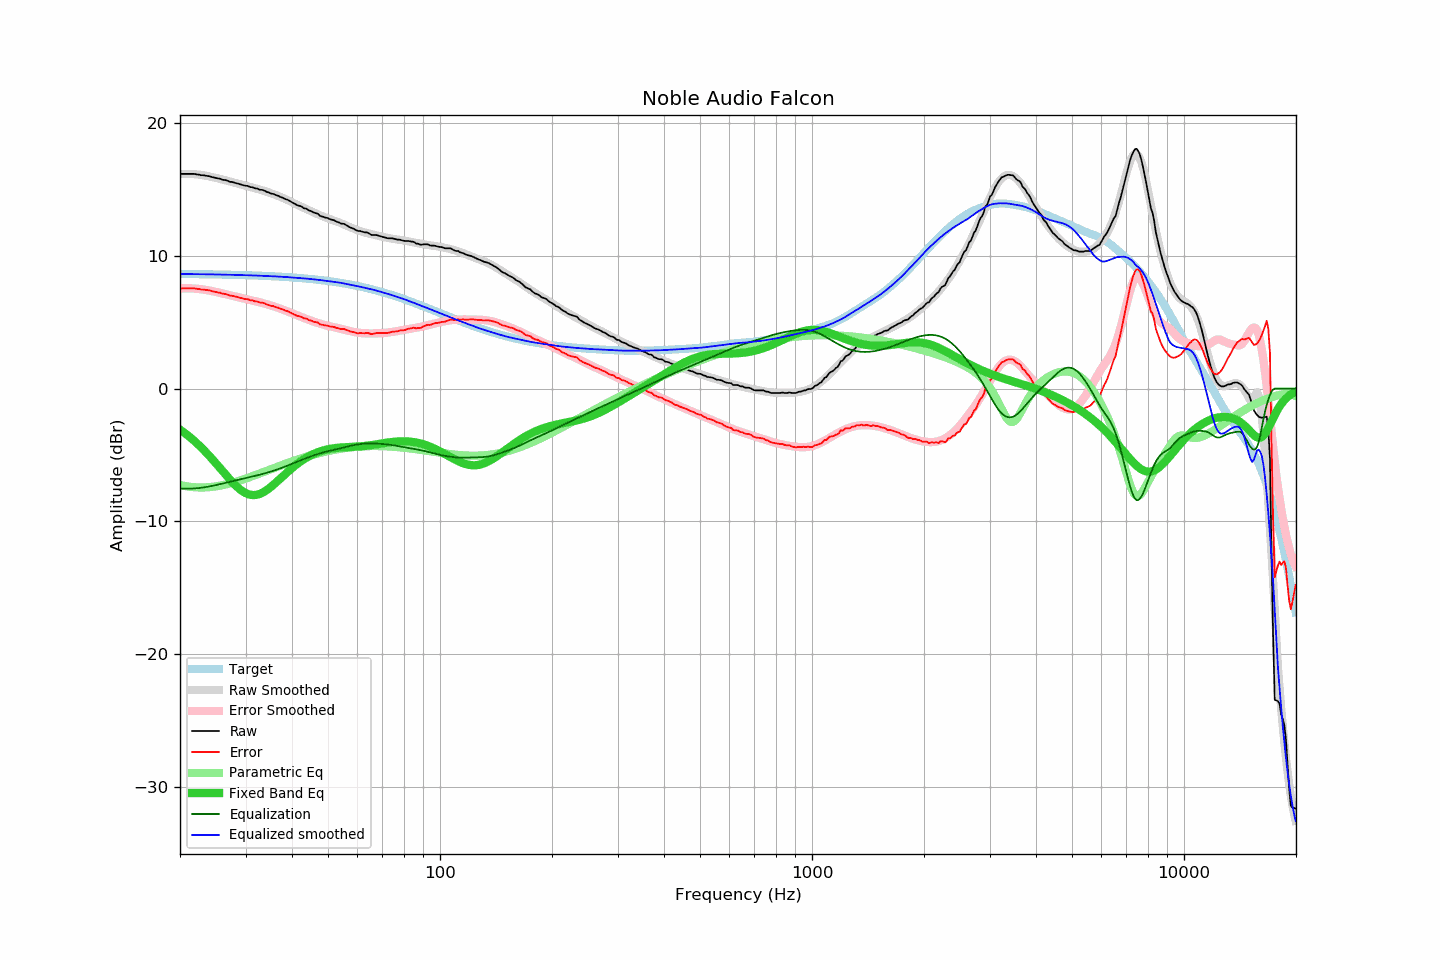 Noble Audio Falcon
20
10
0
−10
−20
−30
Amplitude (dBr)
Target
Raw Smoothed
Error Smoothed
Raw
Error
Parametric Eq
Fixed Band Eq
Equalization
Equalized smoothed
100
1000
10000
Frequency (Hz)